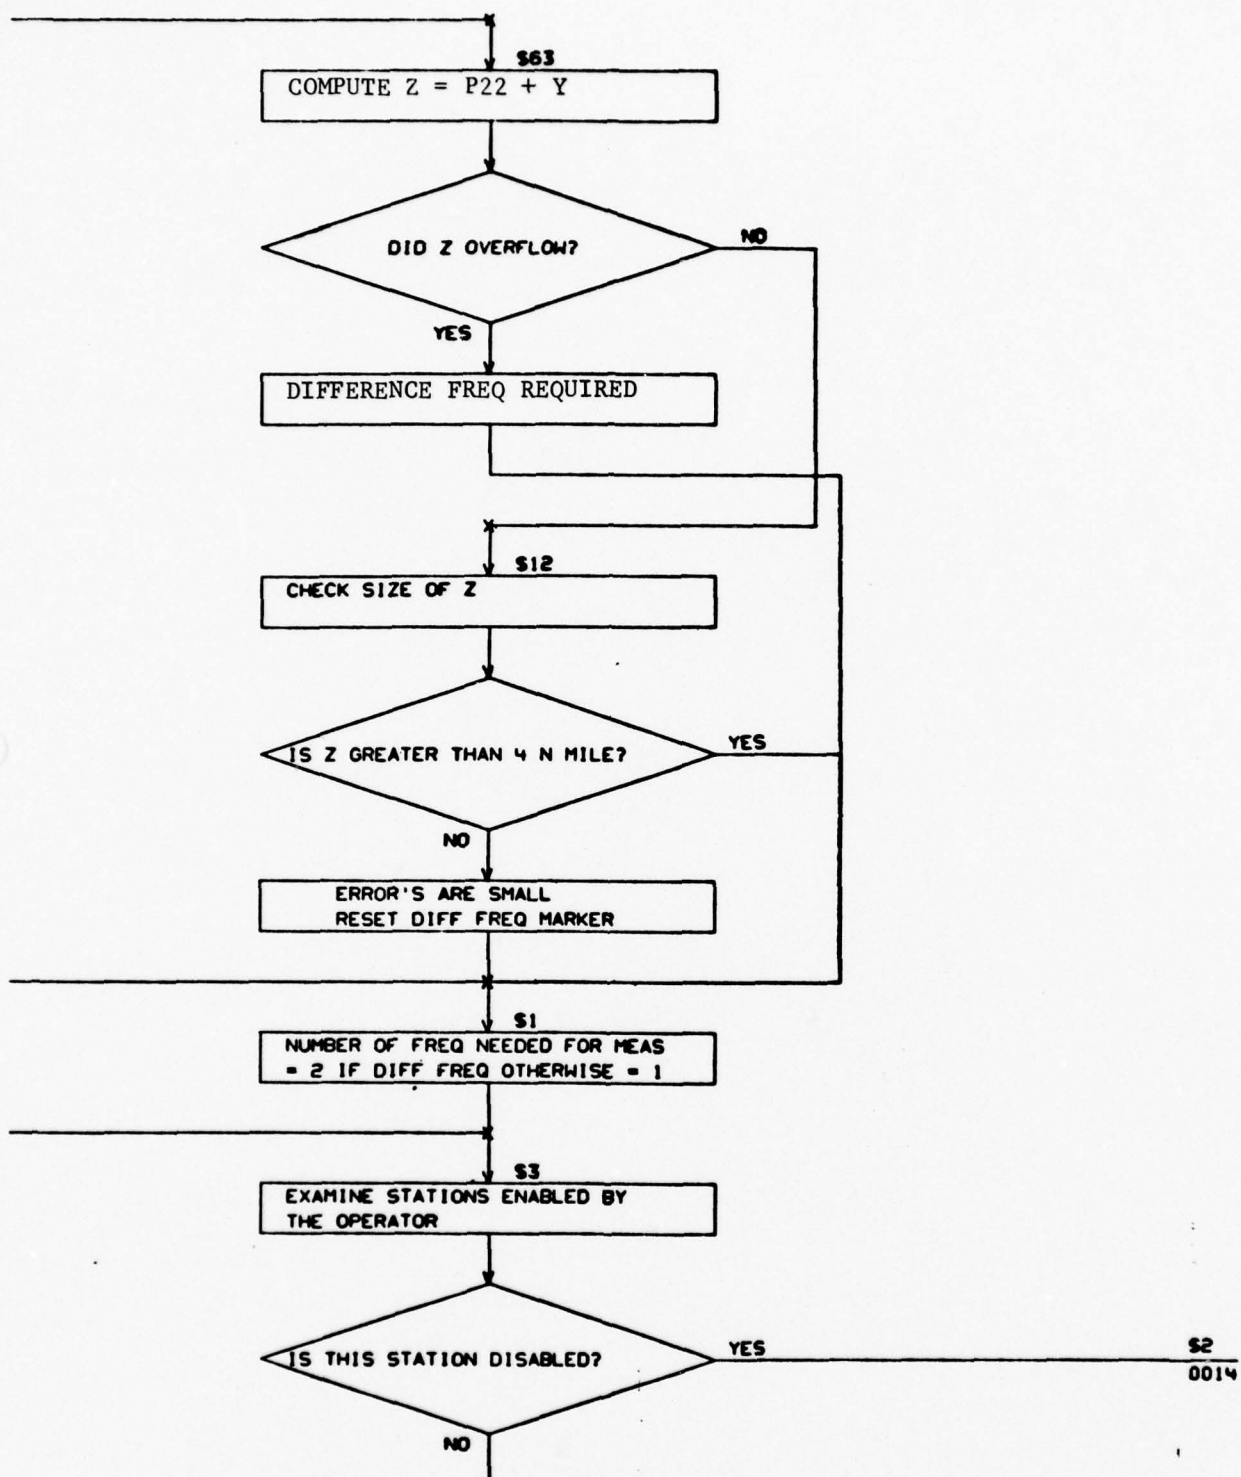 $63
COMPUTE Z = P22 + Y
DID Z OVERFLOW?
NO
YES
DIFFERENCE FREQ REQUIRED
$12
CHECK SIZE OF Z
IS Z GREATER THAN 4 N MILE?
YES
NO
ERROR'S ARE SMALL
RESET DIFF FREQ MARKER
$1
NUMBER OF FREQ NEEDED FOR MEAS
= 2 IF DIFF FREQ OTHERWISE = 1
$3
EXAMINE STATIONS ENABLED BY
THE OPERATOR
IS THIS STATION DISABLED?
YES
$2
0014
NO